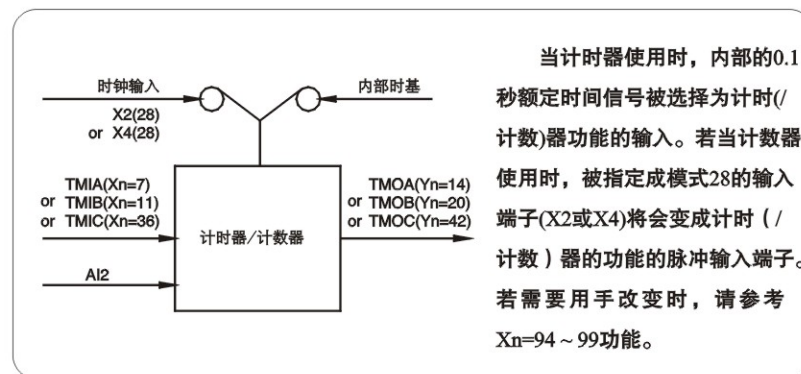 时钟输入
X2(28)
or X4(28)
内部时基
TMIA(Xn=7)
or TMIB(Xn=11)
or TMIC(Xn=36)
计时器/计数器
TMOA(Yn=14)
or TMOB(Yn=20)
or TMOC(Yn=42)
AI2
当计时器使用时，内部的0.1
秒额定时间信号被选择为计时(/
计数)器功能的输入。若当计数器
使用时，被指定成模式28的输入
端子(X2或X4)将会变成计时（/
计数）器的功能的脉冲输入端子。
若需要用手改变时，请参考
Xn=94～99功能。